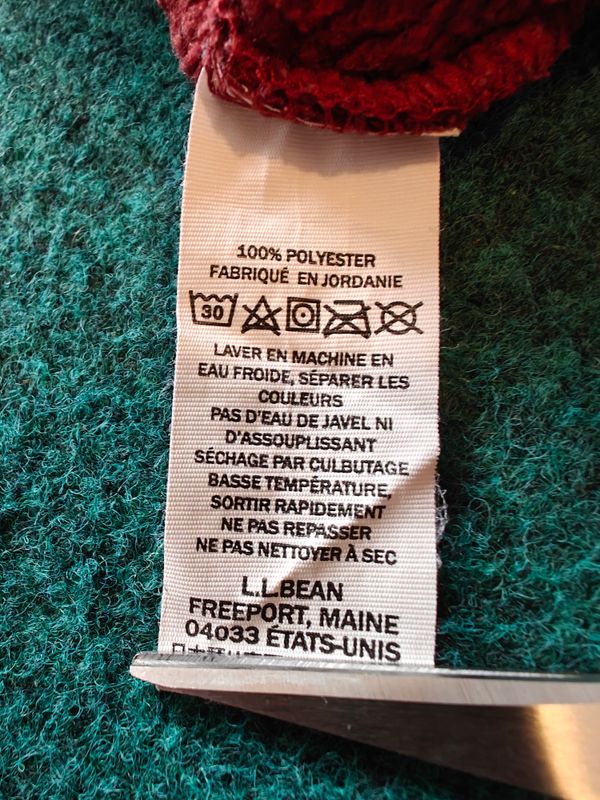 100% POLYESTER
FABRIQUÉ EN JORDANIE
30
LAVER EN MACHINE EN
EAU FROIDE, SÉPARER LES
COULEURS
PAS D'EAU DE JAVEL NI
D'ASSOUPLISSANT
SÉCHAGE PAR CULBUTAGE
BASSE TEMPÉRATURE,
SORTIR RAPIDEMENT
NE PAS REPASSER
NE PAS NETTOYER À SEC
L.L.BEAN
FREEPORT, MAINE
04033 ÉTATS-UNIS